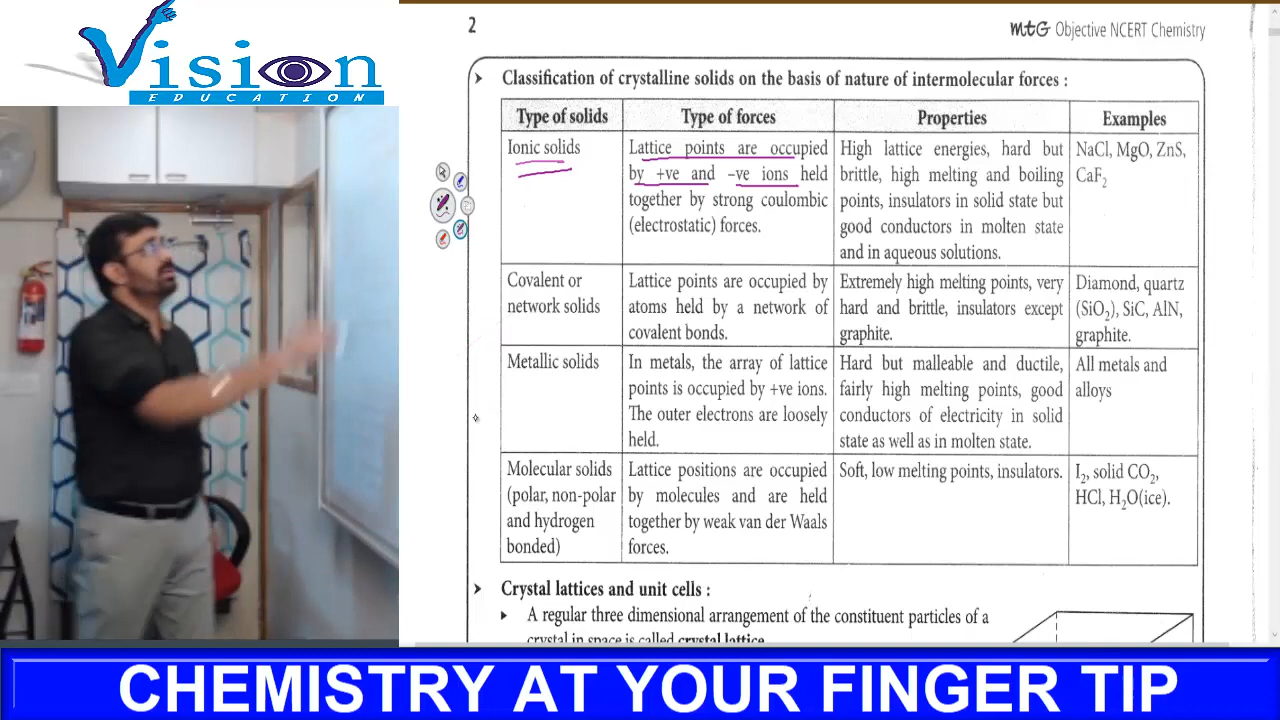 Vision
EDUCATION
2
mtG Objective NCERT Chemistry
Classification of crystalline solids on the basis of nature of intermolecular forces :
Type of solids
Type of forces
Properties
Examples
Ionic solids
Lattice points are occupied
by +ve and –ve ions held
together by strong coulombic
(electrostatic) forces.
High lattice energies, hard but
brittle, high melting and boiling
points, insulators in solid state but
good conductors in molten state
and in aqueous solutions.
NaCl, MgO, ZnS,
CaF₂
Covalent or
network solids
Lattice points are occupied by
atoms held by a network of
covalent bonds.
Extremely high melting points, very
hard and brittle, insulators except
graphite.
Diamond, quartz
(SiO₂), SiC, AlN,
graphite.
Metallic solids
In metals, the array of lattice
points is occupied by +ve ions.
The outer electrons are loosely
held.
Hard but malleable and ductile,
fairly high melting points, good
conductors of electricity in solid
state as well as in molten state.
All metals and
alloys
Molecular solids
(polar, non-polar
and hydrogen
bonded)
Lattice positions are occupied
by molecules and are held
together by weak van der Waals
forces.
Soft, low melting points, insulators.
I₂, solid CO₂,
HCl, H₂O(ice).
Crystal lattices and unit cells :
A regular three dimensional arrangement of the constituent particles of a
crystal in space is called crystal lattice.
CHEMISTRY AT YOUR FINGER TIP